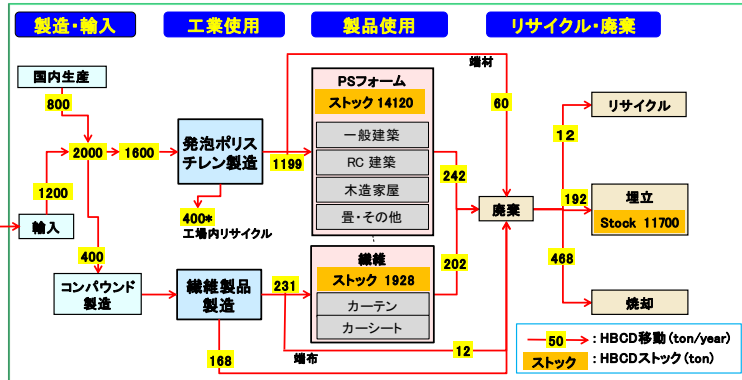 製造・輸入
工業使用
製品使用
リサイクル・廃棄
国内生産
800
2000
1600
1200
輸入
400
コンパウンド
製造
発泡ポリス
チレン製造
1199
400*
工場内リサイクル
繊維製品
製造
231
168
端材
60
PSフォーム
ストック 14120
一般建築
RC 建築
木造家屋
畳・その他
242
繊維
ストック 1928
カーテン
カーシート
202
端布
12
廃棄
12
192
468
リサイクル
埋立
Stock 11700
焼却
50
: HBCD移動 (ton/year)
ストック
: HBCDストック (ton)